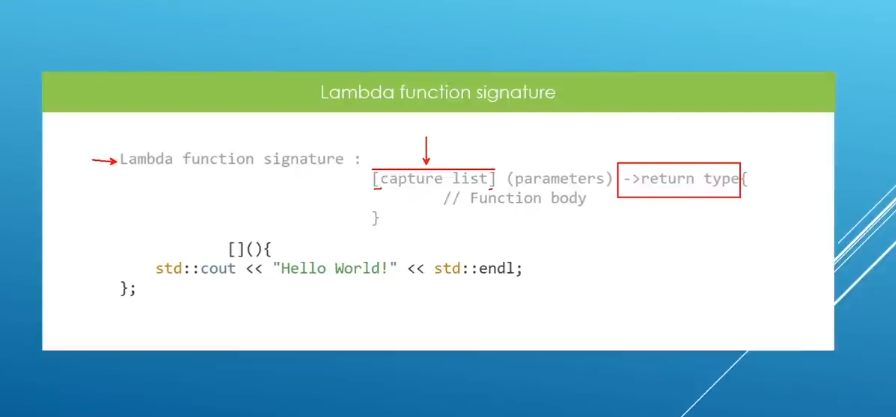 Lambda function signature
Lambda function signature :
[capture list] (parameters) ->return type{
// Function body
}
[](){
std::cout << "Hello World!" << std::endl;
};